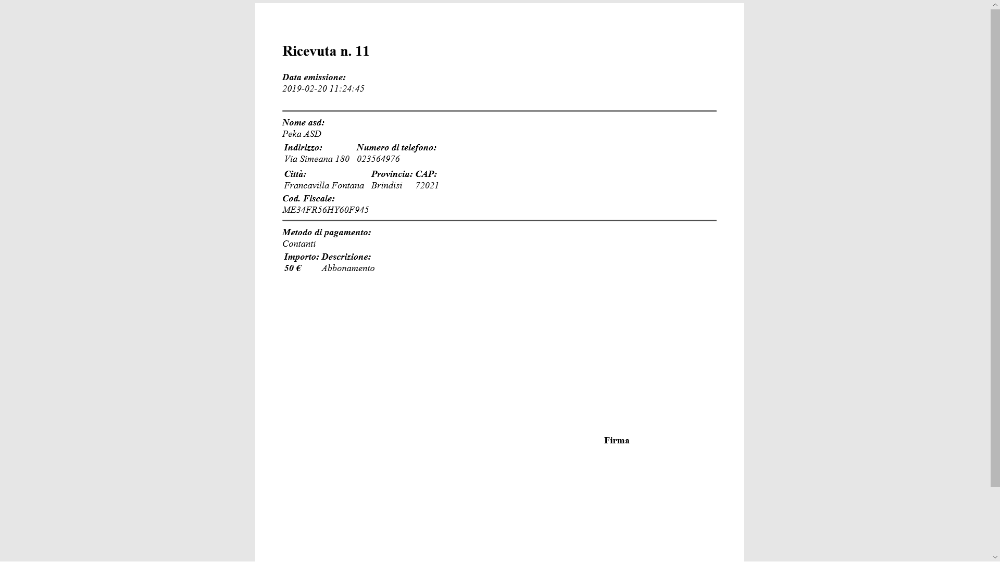 Ricevuta n. 11
Data emissione:
2019-02-20 11:24:45
Nome asd:
Peka ASD
Indirizzo: Numero di telefono:
Via Simeana 180 023564976
Città: Provincia: CAP:
Francavilla Fontana Brindisi 72021
Cod. Fiscale:
ME34FR56HY60F945
Metodo di pagamento:
Contanti
Importo: Descrizione:
50 € Abbonamento
Firma